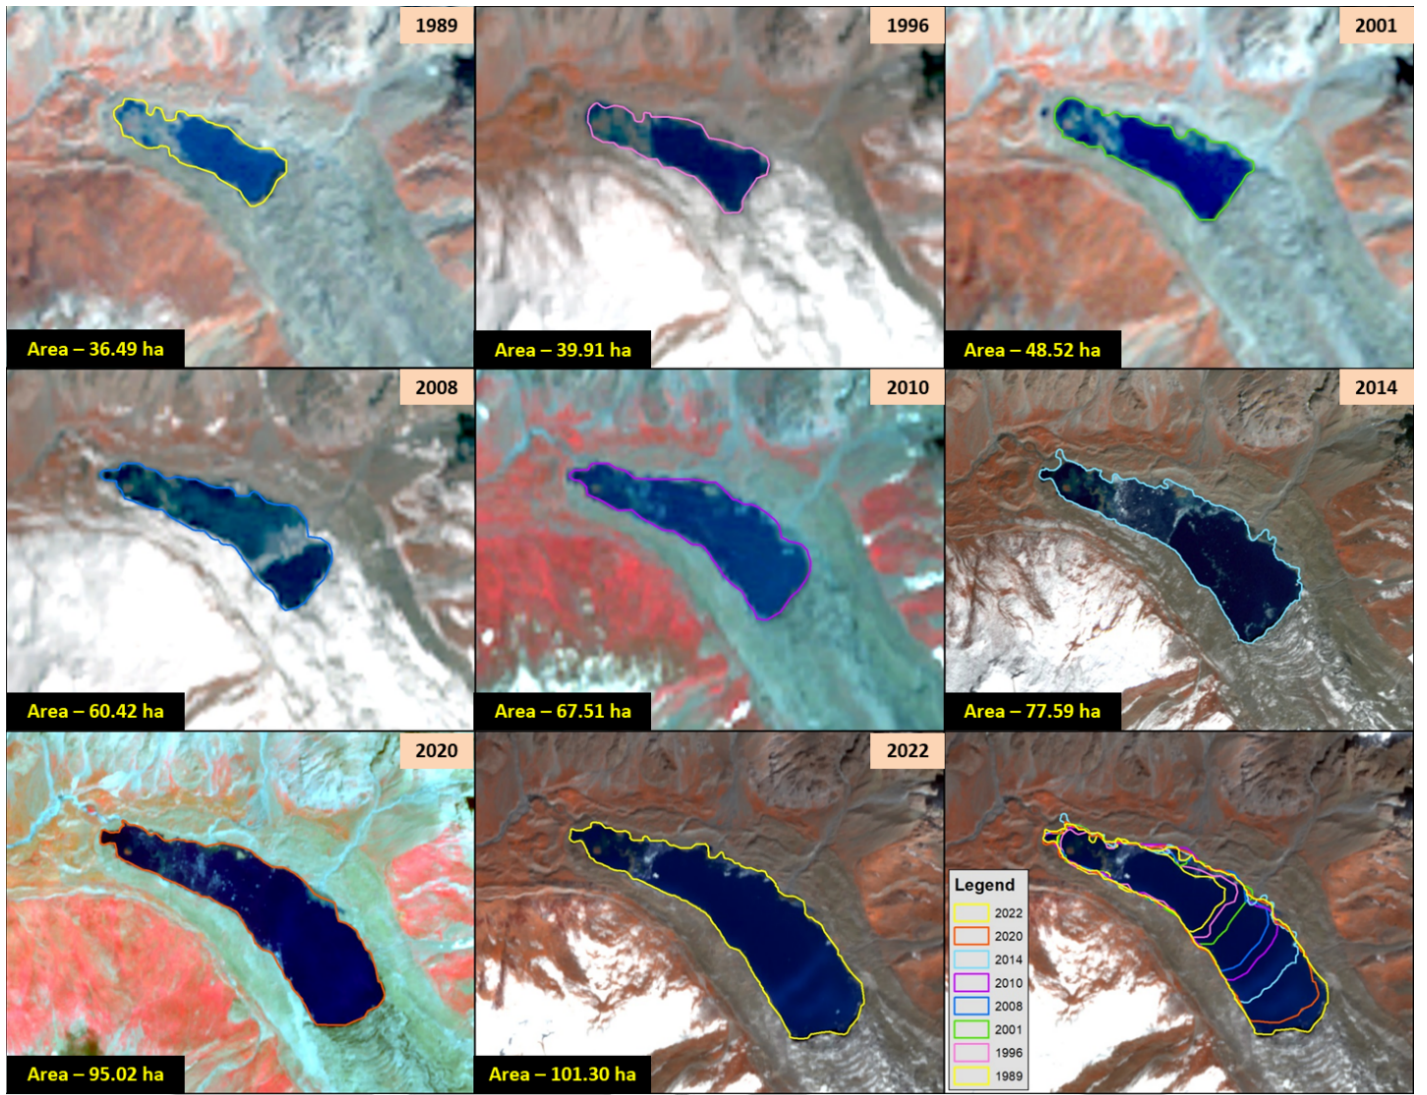 1989
Area – 36.49 ha
1996
Area – 39.91 ha
2001
Area – 48.52 ha
2008
Area – 60.42 ha
2010
Area – 67.51 ha
2014
Area – 77.59 ha
2020
Area – 95.02 ha
2022
Area – 101.30 ha
Legend
2022
2020
2014
2010
2008
2001
1996
1989